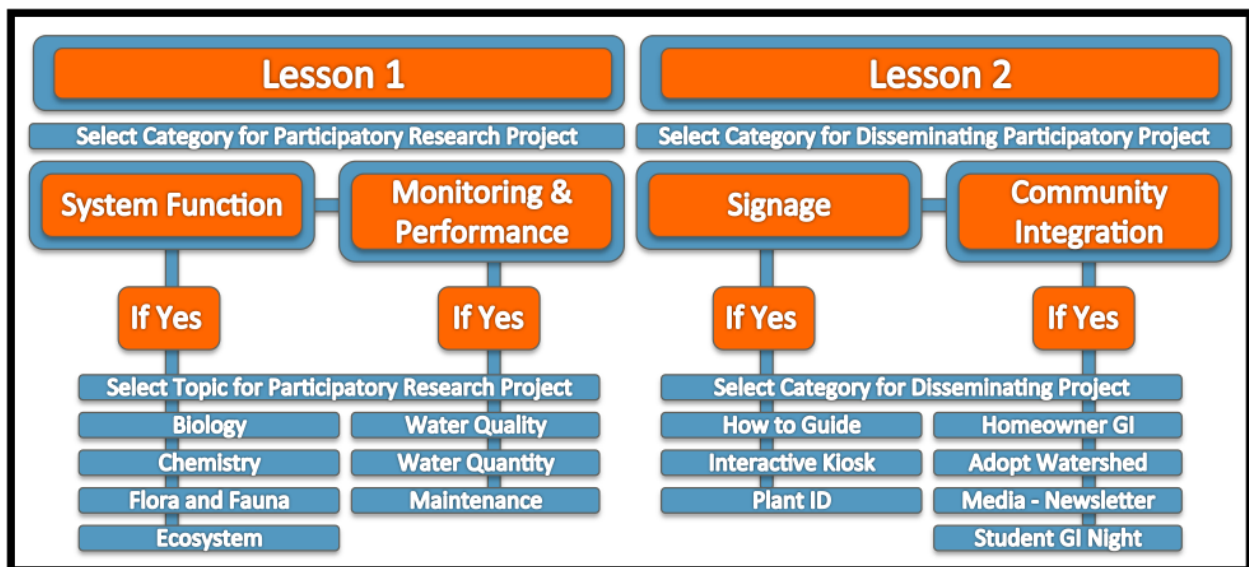 Lesson 1
Select Category for Participatory Research Project
System Function
Monitoring &
Performance
If Yes
If Yes
Select Topic for Participatory Research Project
Biology
Chemistry
Flora and Fauna
Ecosystem
Water Quality
Water Quantity
Maintenance
Lesson 2
Select Category for Disseminating Participatory Project
Signage
Community
Integration
If Yes
If Yes
Select Category for Disseminating Project
How to Guide
Interactive Kiosk
Plant ID
Homeowner GI
Adopt Watershed
Media - Newsletter
Student GI Night